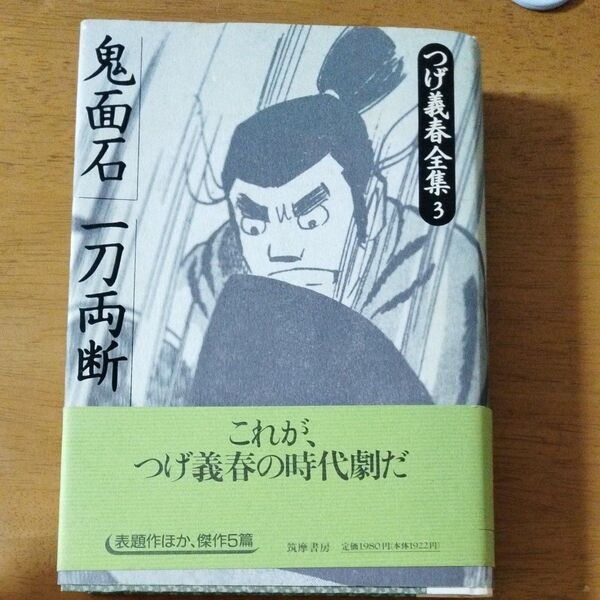 つげ義春全集3
鬼面石
一刀両断
これが、
つげ義春の時代劇だ
表題作ほか、傑作5篇
筑摩書房 定価1980円(本体1922円)